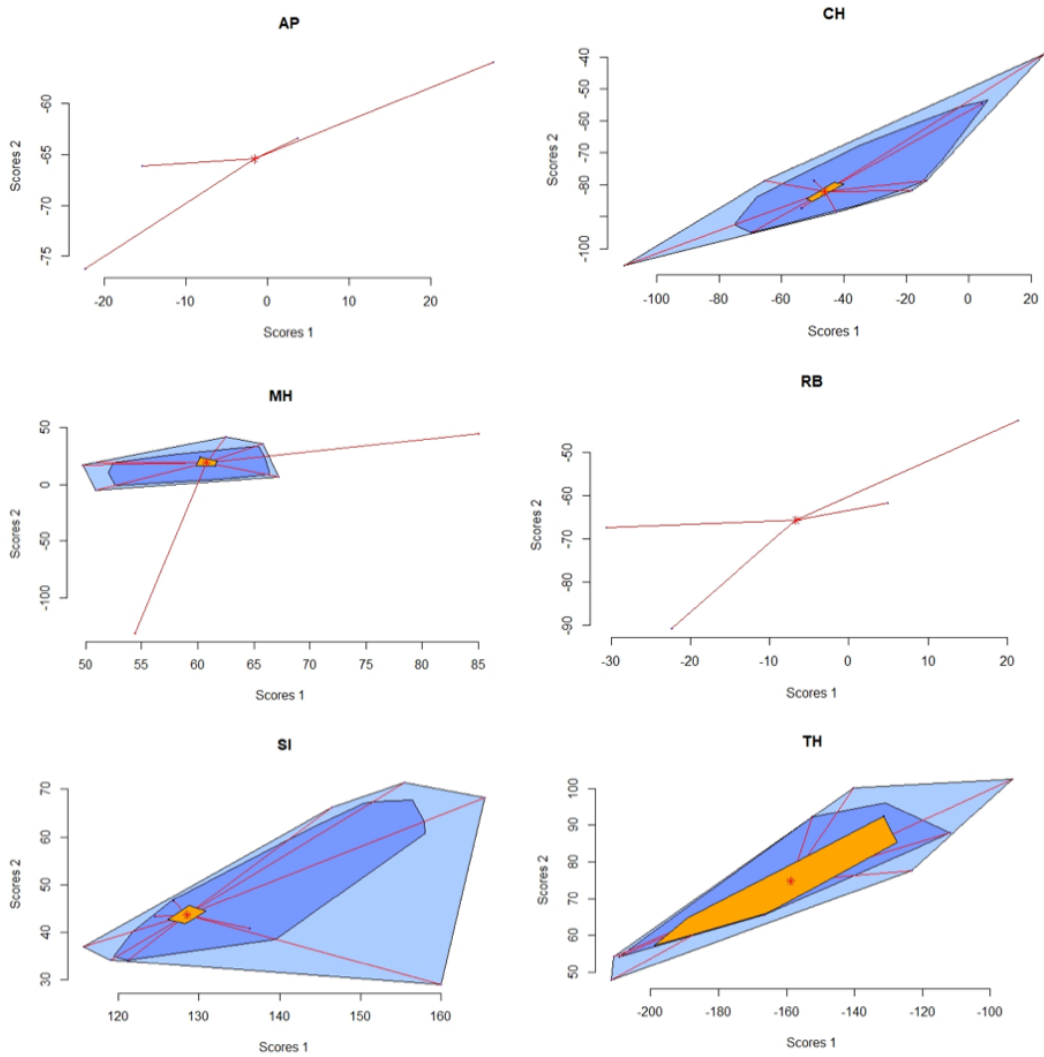 AP
Scores 2
-60
-65
-70
-75
-20 -10 0 10 20
Scores 1
CH
Scores 2
-40
-50
-60
-70
-80
-100
-100 -80 -60 -40 -20 0 20
Scores 1
MH
Scores 2
50
0
-50
-100
50 55 60 65 70 75 80 85
Scores 1
RB
Scores 2
-50
-60
-70
-80
-90
-30 -20 -10 0 10 20
Scores 1
SI
Scores 2
70
60
50
40
30
120 130 140 150 160
Scores 1
TH
Scores 2
100
90
80
70
60
50
-200 -180 -160 -140 -120 -100
Scores 1